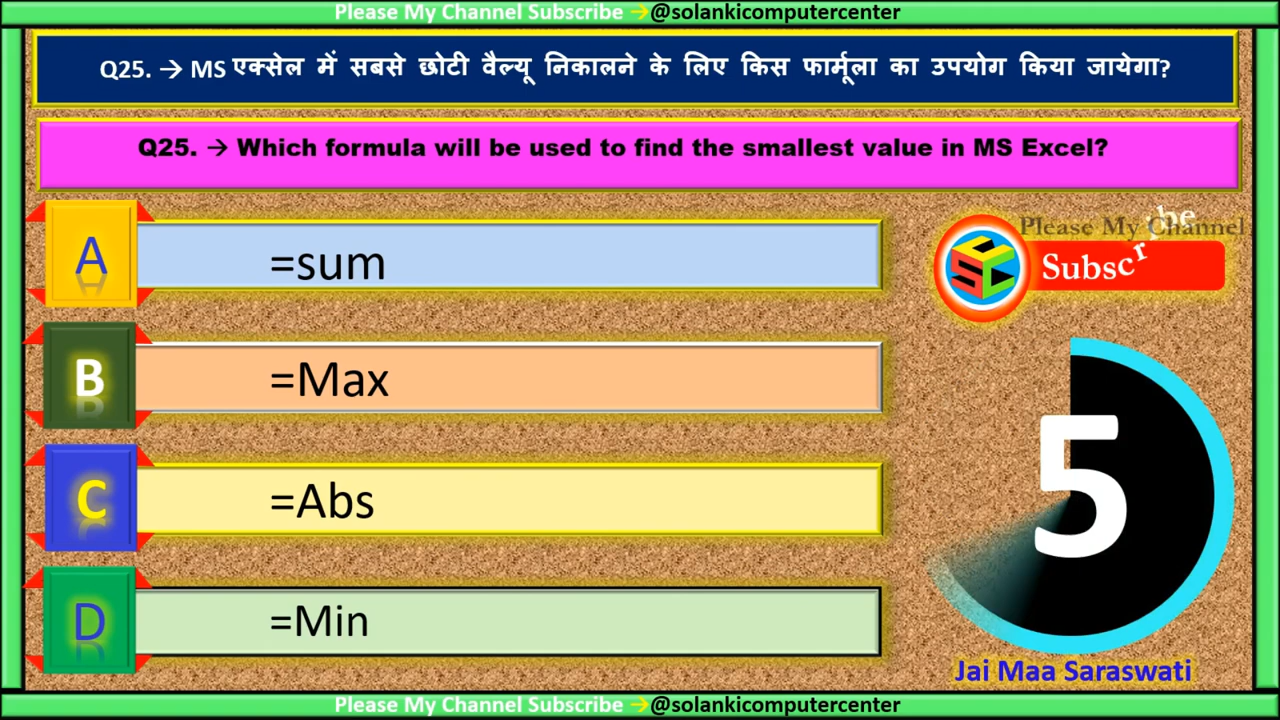 Please My Channel Subscribe →@solankicomputercenter
Q25. → MS एक्सेल में सबसे छोटी वैल्यू निकालने के लिए किस फार्मूला का उपयोग किया जायेगा?
Q25. → Which formula will be used to find the smallest value in MS Excel?
A =sum
B =Max
C =Abs
D =Min
Please My Channel
Subscribe
SCC
5
Jai Maa Saraswati
Please My Channel Subscribe →@solankicomputercenter